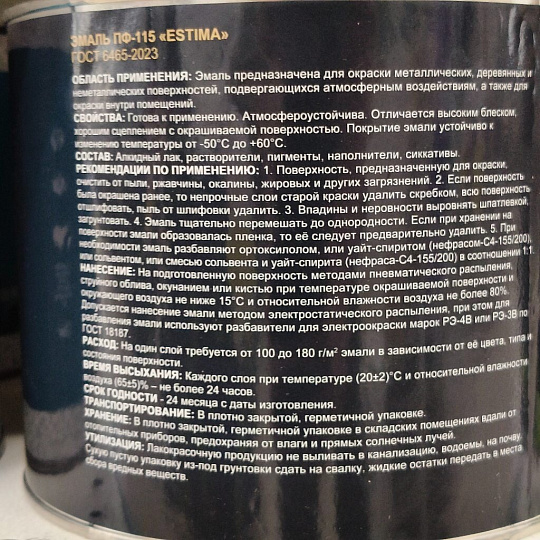 ЭМАЛЬ ПФ-115 «ESTIMA»
ГОСТ 6465-2023
ОБЛАСТЬ ПРИМЕНЕНИЯ: Эмаль предназначена для окраски металлических, деревянных и
неметаллических поверхностей, подвергающихся атмосферным воздействиям, а также для
окраски внутри помещений.
СВОЙСТВА: Готова к применению. Атмосфероустойчива. Отличается высоким блеском,
хорошим сцеплением с окрашиваемой поверхностью. Покрытие эмали устойчиво к
изменению температуры от -50°С до +60°С.
СОСТАВ: Алкидный лак, растворители, пигменты, наполнители, сиккативы.
РЕКОМЕНДАЦИИ ПО ПРИМЕНЕНИЮ: 1. Поверхность, предназначенную для окраски,
очистить от пыли, ржавчины, окалины, жировых и других загрязнений. 2. Если поверхность
была окрашена ранее, то непрочные слои старой краски удалить скребком, всю поверхность
отшлифовать, пыль от шлифовки удалить. 3. Впадины и неровности выровнять шпатлевкой,
загрунтовать. 4. Эмаль тщательно перемешать до однородности. Если при хранении на
поверхности эмали образовалась пленка, то её следует предварительно удалить. 5. При
необходимости эмаль разбавляют ортоксилолом, или уайт-спиритом (нефрасом-С4-155/200),
или сольвентом, или смесью сольвента и уайт-спирита (нефраса-С4-155/200) в соотношении 1:1.
НАНЕСЕНИЕ: На подготовленную поверхность методами пневматического распыления,
струйного облива, окунанием или кистью при температуре окрашиваемой поверхности и
окружающего воздуха не ниже 15°С и относительной влажности воздуха не более 80%.
Допускается нанесение эмали методом электростатического распыления, при этом для
разбавления эмали используют разбавители для электроокраски марок РЭ-4В или РЭ-3В по
ГОСТ 18187.
РАСХОД: На один слой требуется от 100 до 180 г/м² эмали в зависимости от её цвета, типа и
состояния поверхности.
ВРЕМЯ ВЫСЫХАНИЯ: Каждого слоя при температуре (20±2)°С и относительной влажности
воздуха (65±5)% – не более 24 часов.
СРОК ГОДНОСТИ - 24 месяца с даты изготовления.
ТРАНСПОРТИРОВАНИЕ: В плотно закрытой, герметичной упаковке.
ХРАНЕНИЕ: В плотно закрытой, герметичной упаковке в складских помещениях вдали от
отопительных приборов, предохраняя от влаги и прямых солнечных лучей.
УТИЛИЗАЦИЯ: Лакокрасочную продукцию не выливать в канализацию, водоемы, на почву.
Сухую пустую упаковку из-под грунтовки сдать на свалку, жидкие остатки передать в места
сбора вредных веществ.